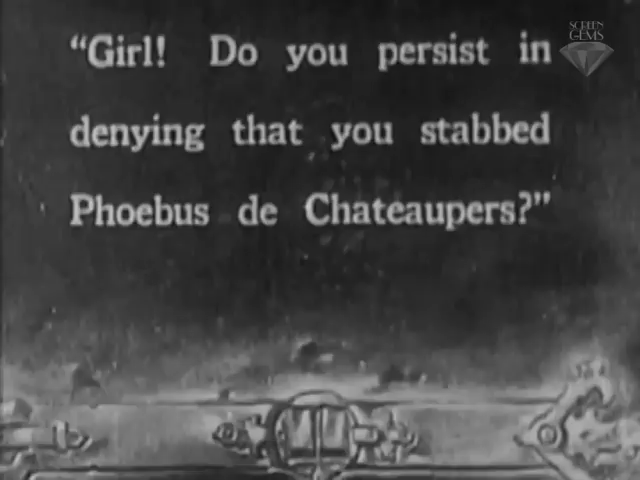 "Girl! Do you persist in
denying that you stabbed
Phoebus de Chateaupers?"
SCREEN
GEMS